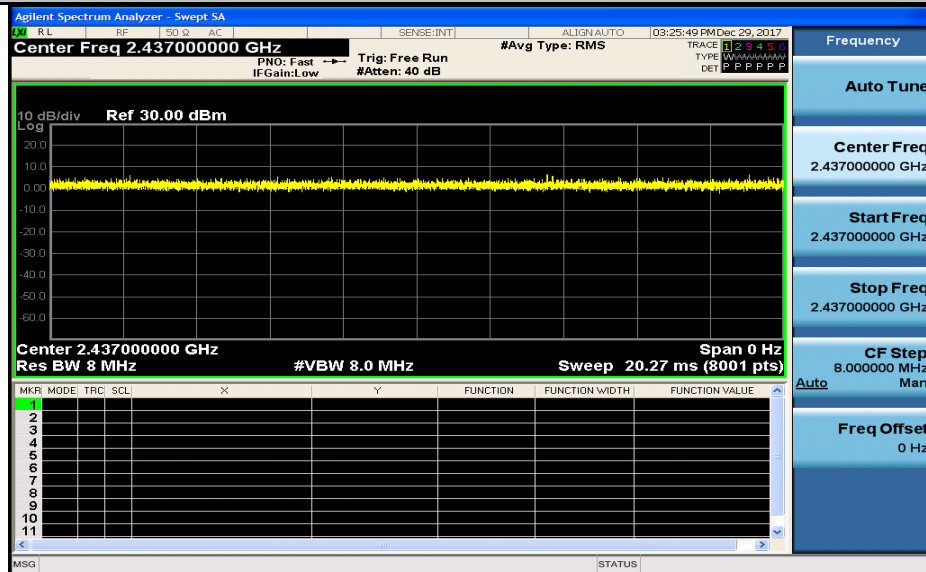 Agilent Spectrum Analyzer - Swept SA
LXI RL RF 50 Ω AC SENSE:INT ALIGN AUTO 03:25:49 PM Dec 29, 2017
Center Freq 2.437000000 GHz
PNO: Fast
IFGain:Low
Trig: Free Run
#Atten: 40 dB
#Avg Type: RMS
TRACE 1 2 3 4 5 6
TYPE WWWWWW
DET P P P P P P
10 dB/div Ref 30.00 dBm
Log
20.0
10.0
0.00
-10.0
-20.0
-30.0
-40.0
-50.0
-60.0
Center 2.437000000 GHz Span 0 Hz
Res BW 8 MHz #VBW 8.0 MHz Sweep 20.27 ms (8001 pts)
MKR MODE TRC SCL X Y FUNCTION FUNCTION WIDTH FUNCTION VALUE
1
2
3
4
5
6
7
8
9
10
11
MSG STATUS
Frequency
Auto Tune
Center Freq
2.437000000 GHz
Start Freq
2.437000000 GHz
Stop Freq
2.437000000 GHz
CF Step
8.000000 MHz
Auto Man
Freq Offset
0 Hz